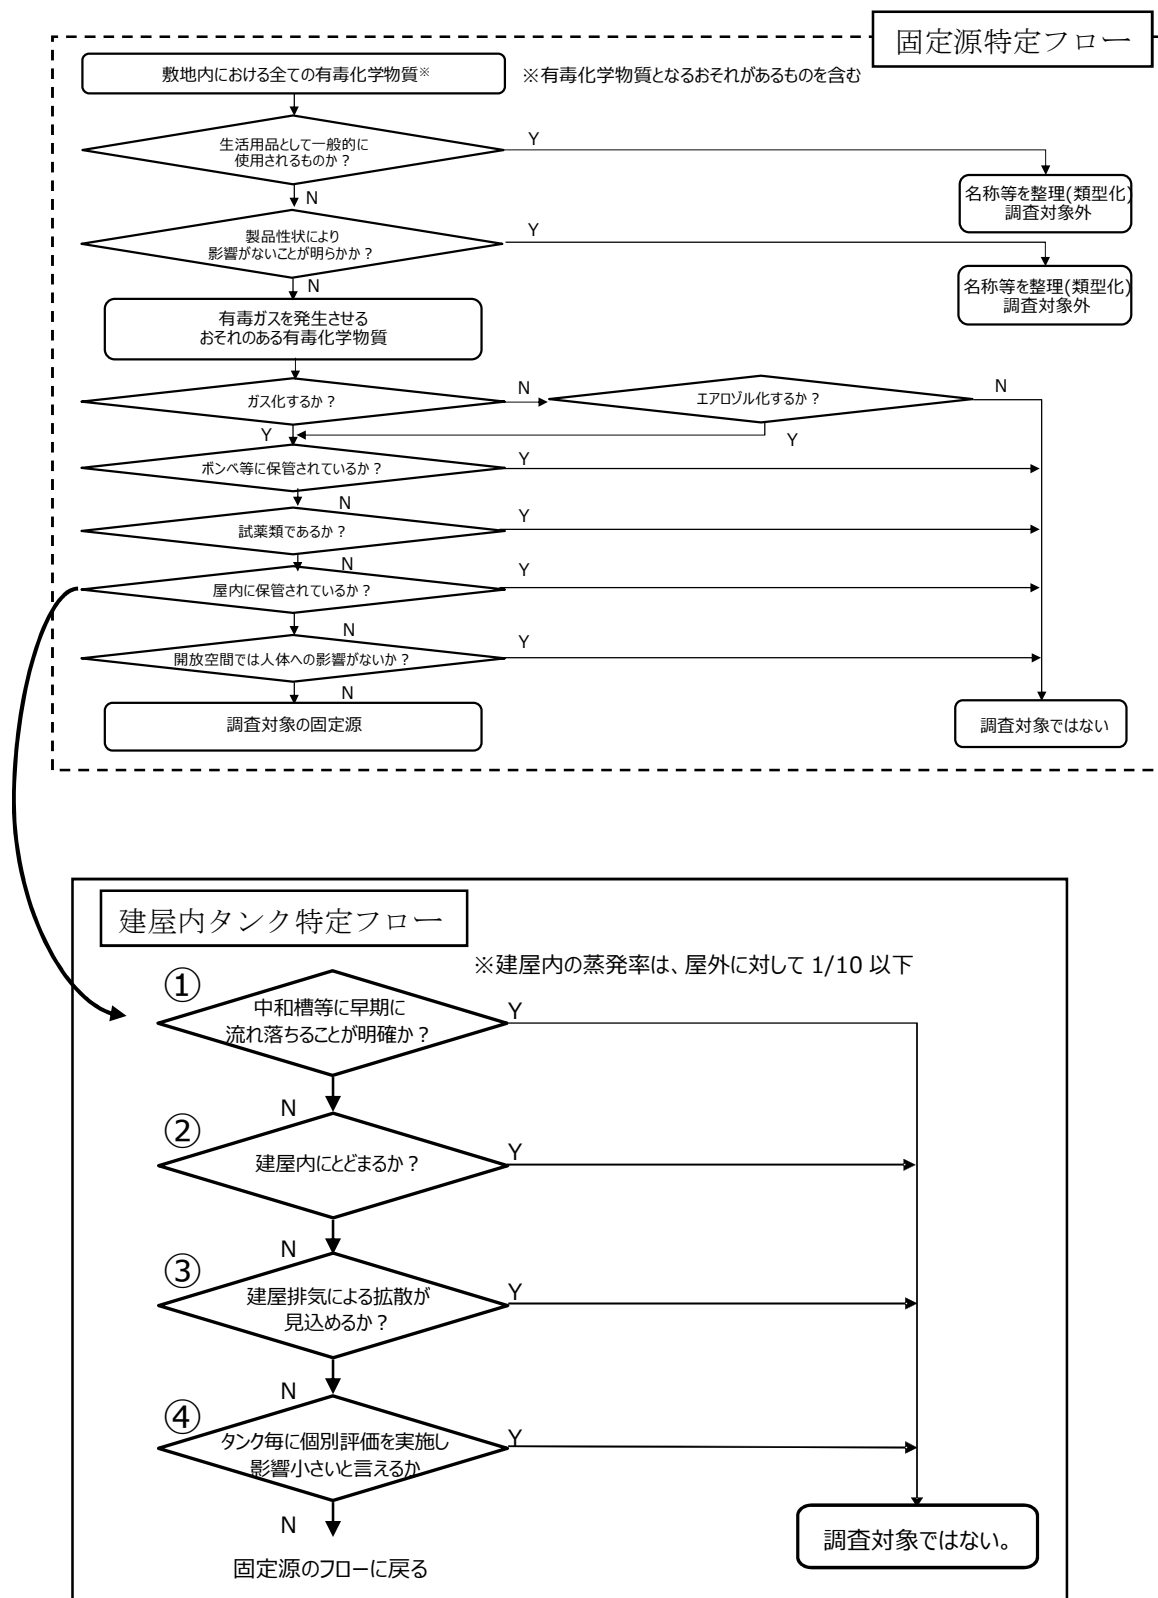 固定源特定フロー
敷地内における全ての有毒化学物質※
※有毒化学物質となるおそれがあるものを含む
生活用品として一般的に
使用されるものか？
Y
N
名称等を整理(類型化)
調査対象外
製品性状により
影響がないことが明らかか？
Y
N
名称等を整理(類型化)
調査対象外
有毒ガスを発生させる
おそれのある有毒化学物質
ガス化するか？
N
エアロゾル化するか？
N
Y
Y
ボンベ等に保管されているか？
Y
N
試薬類であるか？
Y
N
屋内に保管されているか？
Y
N
開放空間では人体への影響がないか？
Y
N
調査対象の固定源
調査対象ではない
建屋内タンク特定フロー
※建屋内の蒸発率は、屋外に対して 1/10 以下
①
中和槽等に早期に
流れ落ちることが明確か？
Y
N
②
建屋内にとどまるか？
Y
N
③
建屋排気による拡散が
見込めるか？
Y
N
④
タンク毎に個別評価を実施し
影響小さいと言えるか
Y
N
固定源のフローに戻る
調査対象ではない。